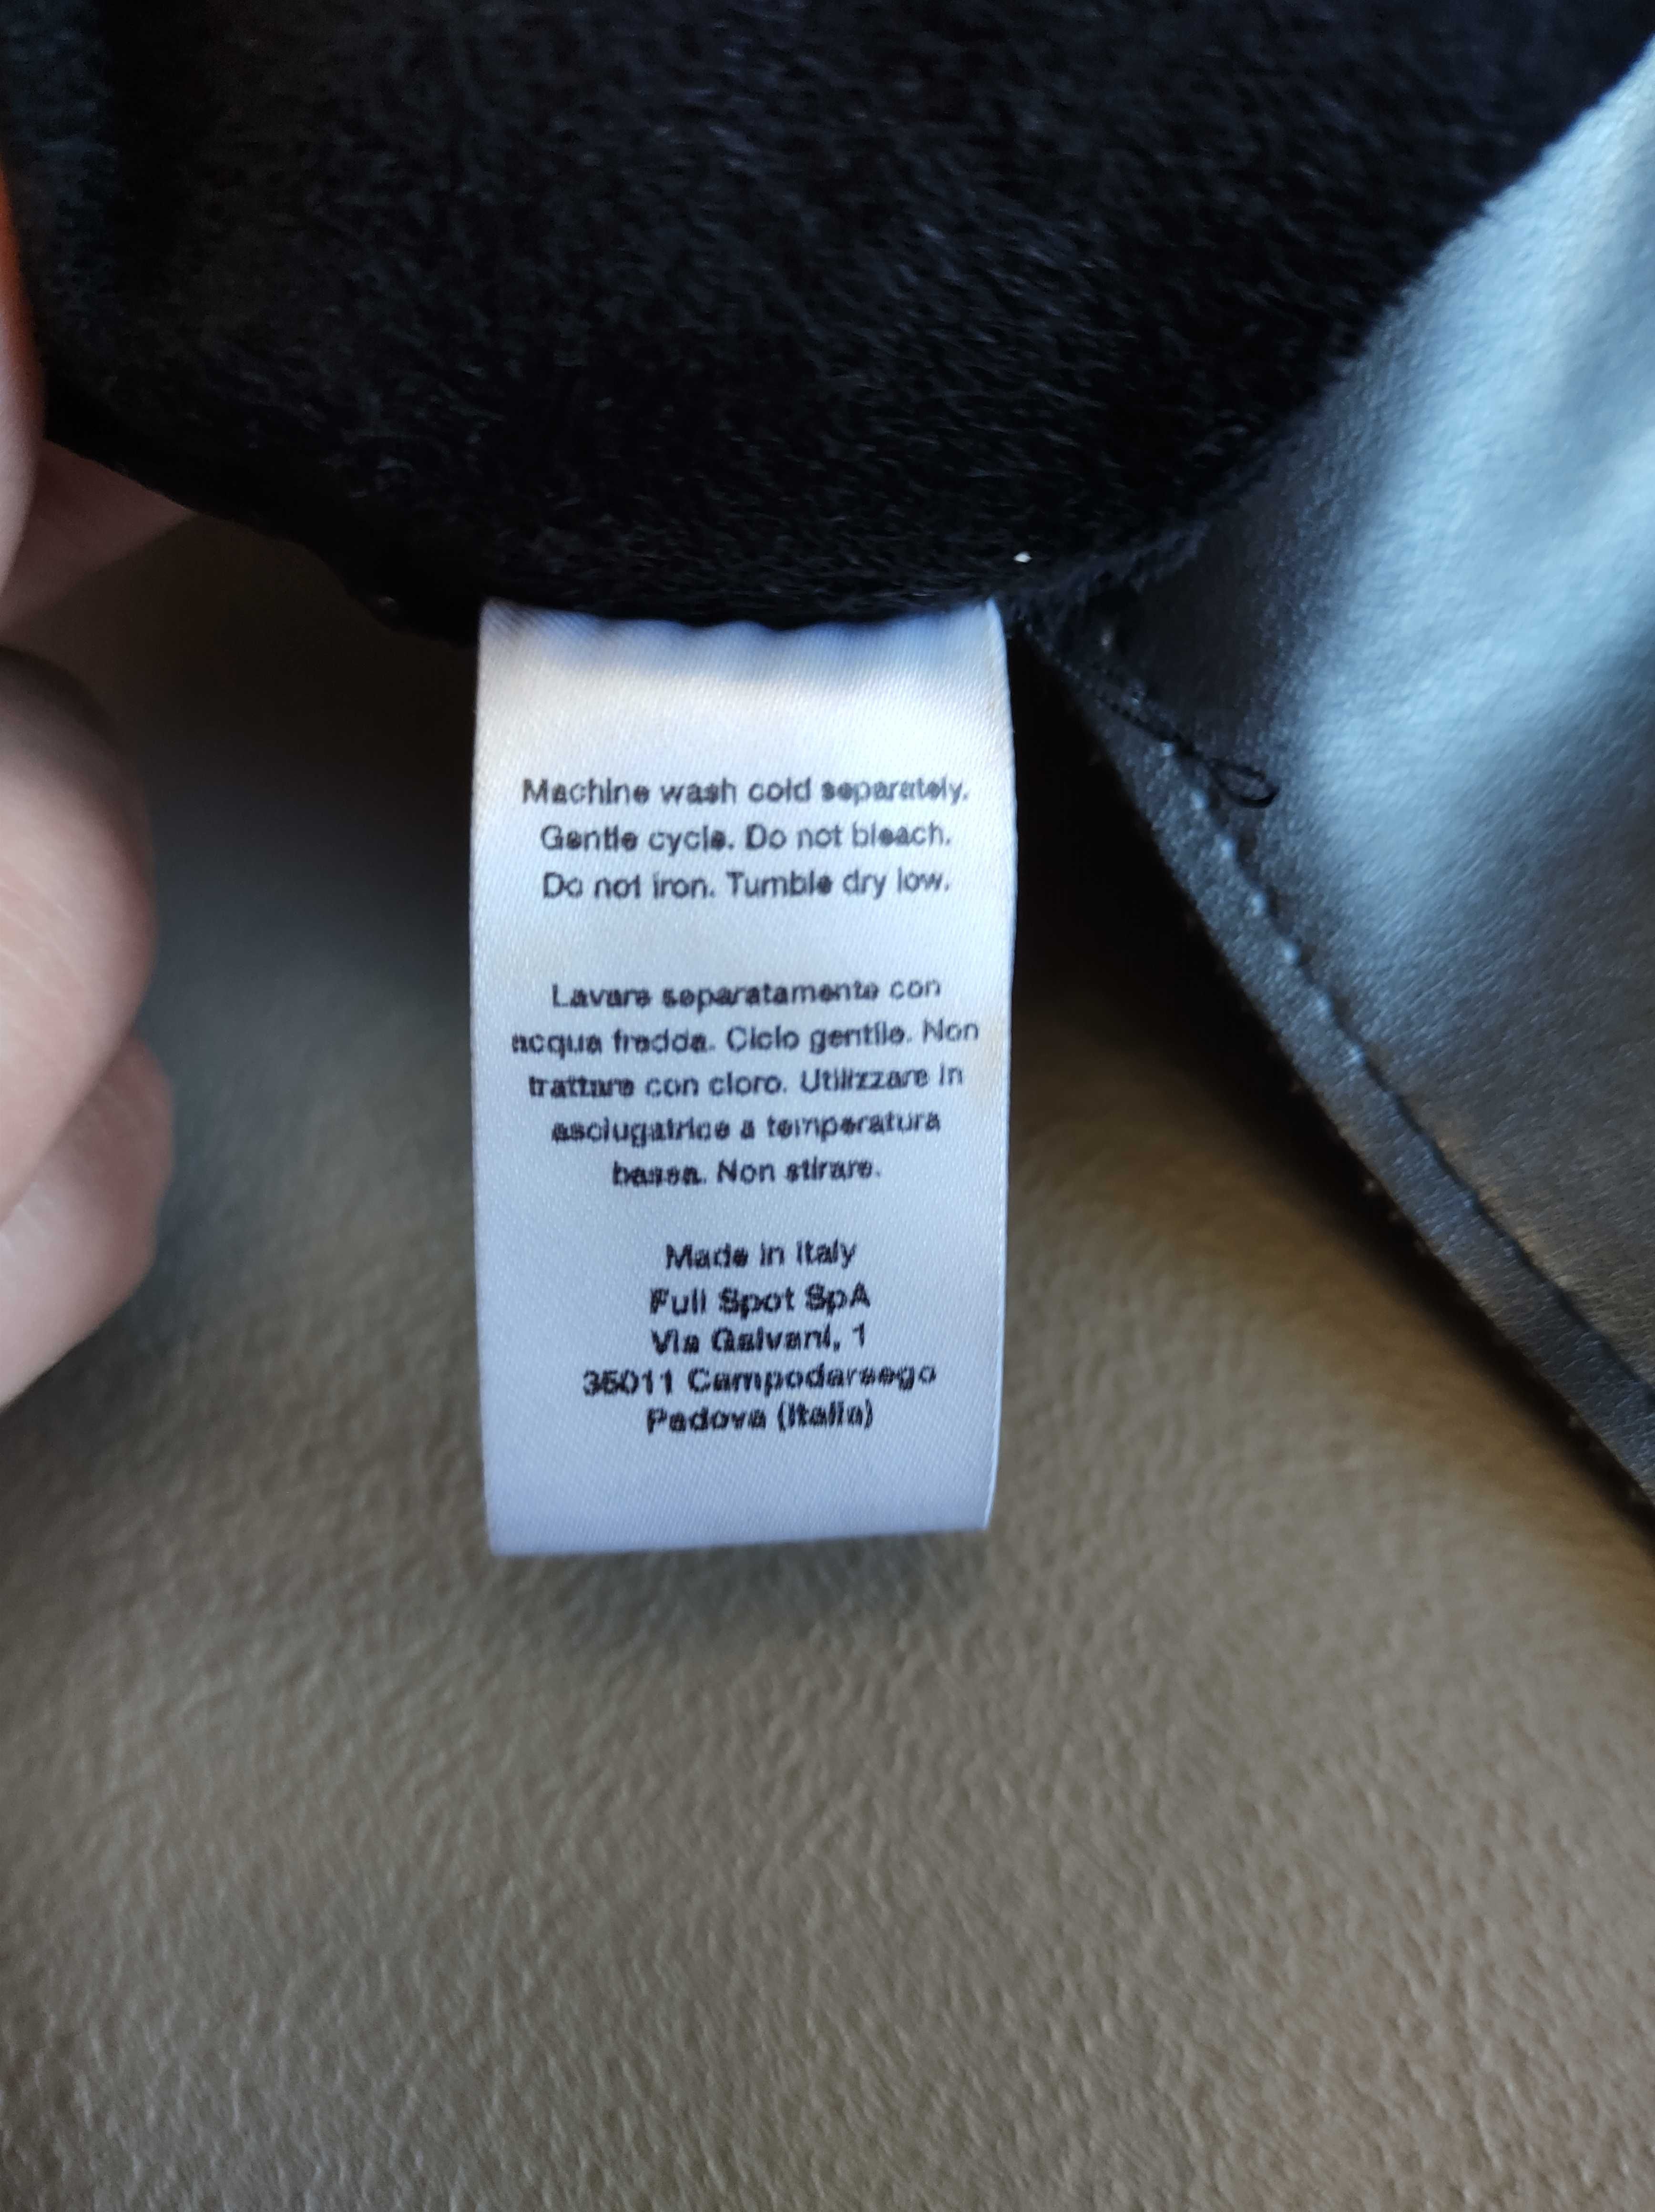 Machine wash cold separately.
Gentle cycle. Do not bleach.
Do not iron. Tumble dry low.
Lavare separatamente con
acqua fredda. Ciclo gentile. Non
trattare con cloro. Utilizzare in
asciugatrice a temperatura
bassa. Non stirare.
Made in Italy
Full Spot SpA
Via Galvani, 1
35011 Campodarsego
Padova (Italia)